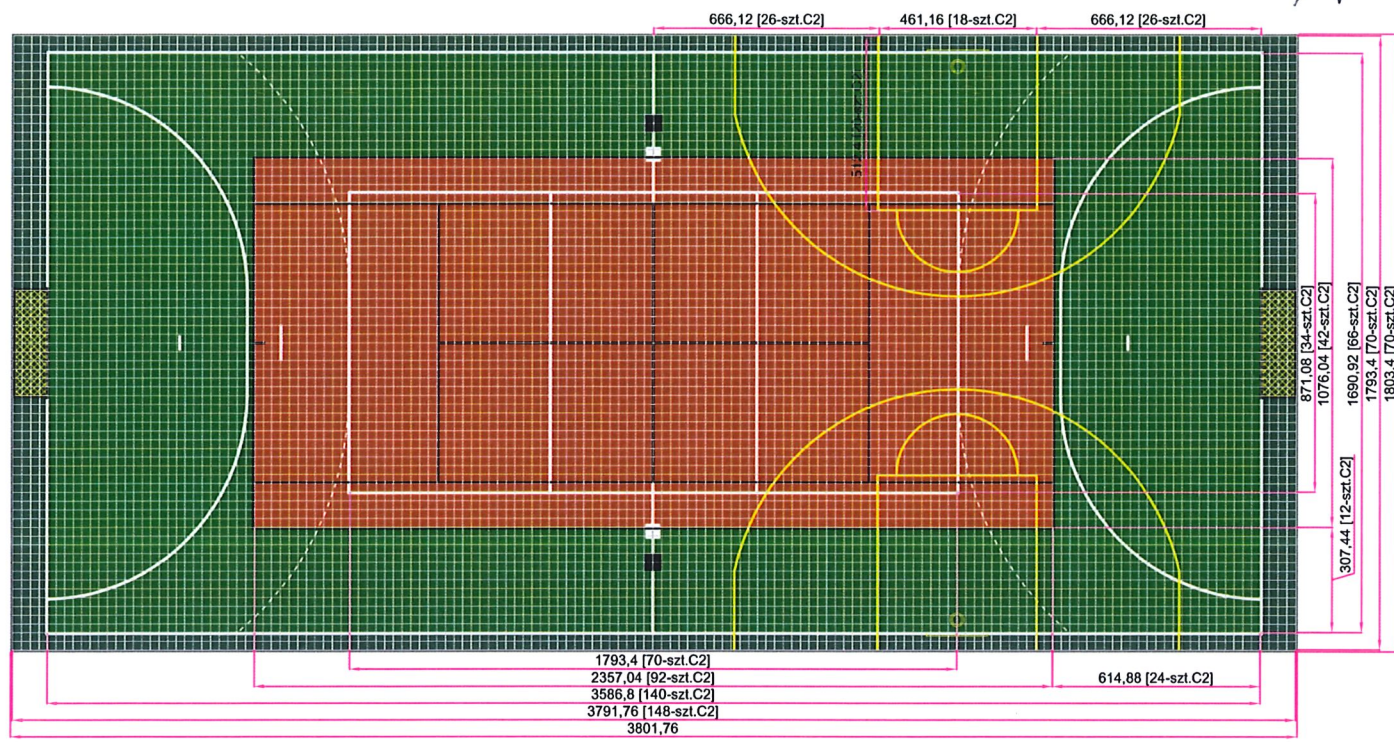 666,12 [26-szt.C2]
461,16 [18-szt.C2]
666,12 [26-szt.C2]
871,08 [34-szt.C2]
1076,04 [42-szt.C2]
1690,92 [66-szt.C2]
1793,4 [70-szt.C2]
1803,4 [70-szt.C2]
307,44 [12-szt.C2]
1793,4 [70-szt.C2]
2357,04 [92-szt.C2]
614,88 [24-szt.C2]
3586,8 [140-szt.C2]
3791,76 [148-szt.C2]
3801,76